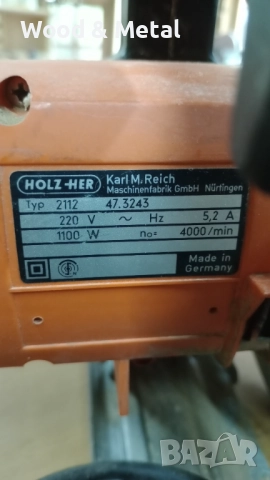 Wood & Metal
HOLZ-HER Karl M. Reich
Maschinenfabrik GmbH Nürtingen
Typ 2112 47.3243
220 V ~ Hz 5,2 A
1100 W no= 4000/min
Made in
Germany
BAZAR